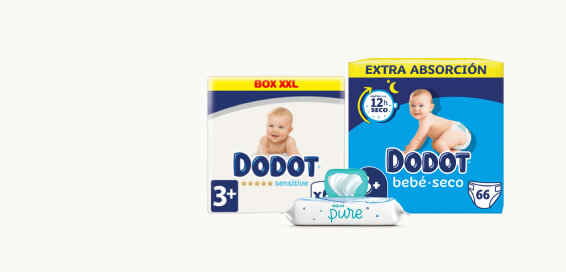 BOX XXL
DODOT
sensitive
3+
EXTRA ABSORCIÓN
12h
SECO
DODOT
bebé-seco
66
aqua
pure